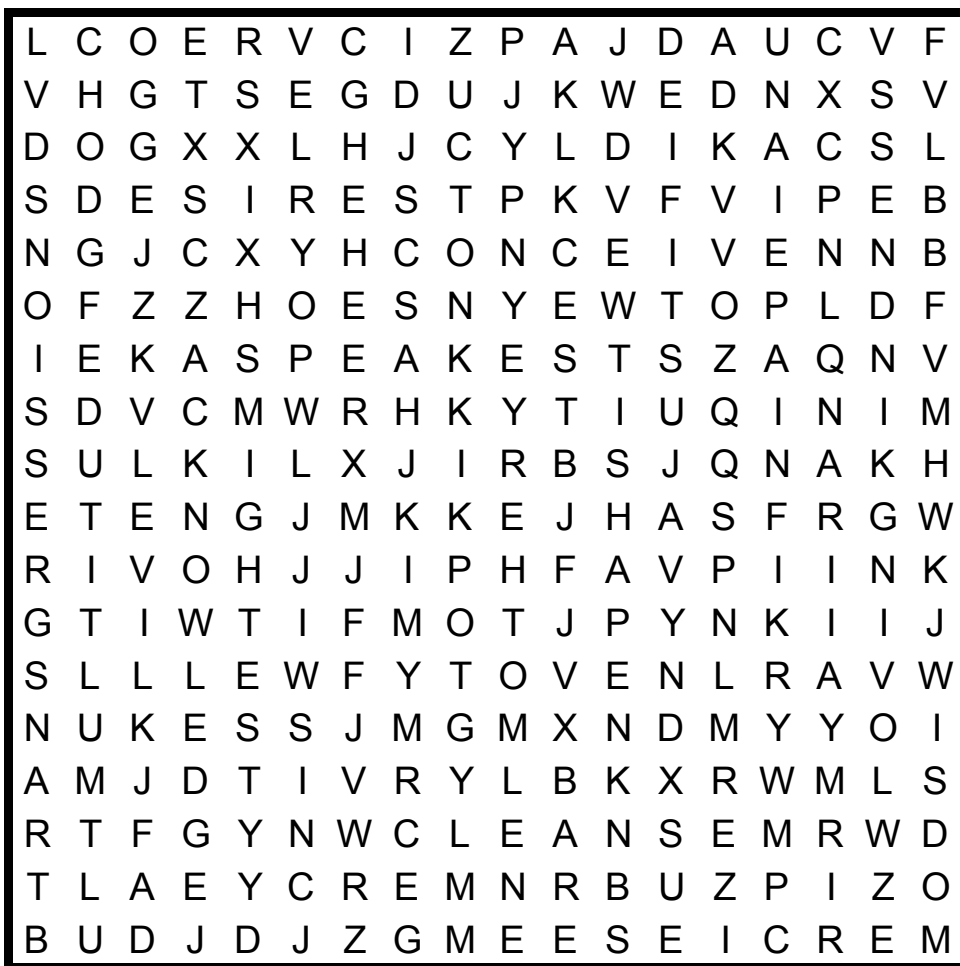 L C O E R V C I Z P A J D A U C V F
V H G T S E G D U J K W E D N X S V
D O G X X L H J C Y L D I K A C S L
S D E S I R E S T P K V F V I P E B
N G J C X Y H C O N C E I V E N N B
O F Z Z H O E S N Y E W T O P L D F
I E K A S P E A K E S T S Z A Q N V
S D V C M W R H K Y T I U Q I N I M
S U L K I L X J I R B S J Q N A K H
E T E N G J M K K E J H A S F R G W
R I V O H J J I P H F A V P I I N K
G T I W T I F M O T J P Y N K I I J
S L L L E W F Y T O V E N L R A V W
N U K E S S J M G M X N D M Y Y O I
A M J D T I V R Y L B K X R W M L S
R T F G Y N W C L E A N S E M R W D
T L A E Y C R E M N R B U Z P I Z O
B U D J D J Z G M E E S E I C R E M